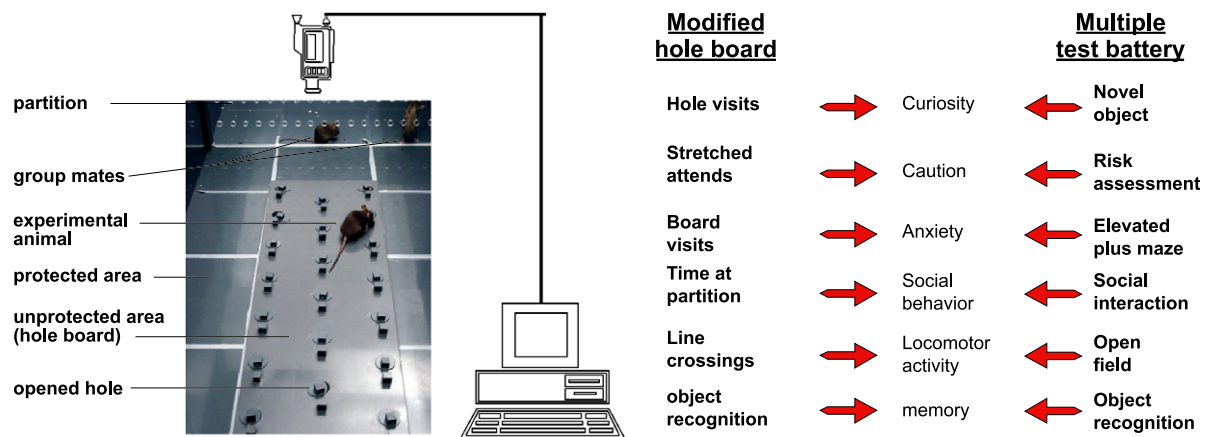 partition
group mates
experimental
animal
protected area
unprotected area
(hole board)
opened hole
Modified
hole board
Multiple
test battery
Hole visits
Curiosity
Novel
object
Stretched
attends
Caution
Risk
assessment
Board
visits
Anxiety
Elevated
plus maze
Time at
partition
Social
behavior
Social
interaction
Line
crossings
Locomotor
activity
Open
field
object
recognition
memory
Object
recognition